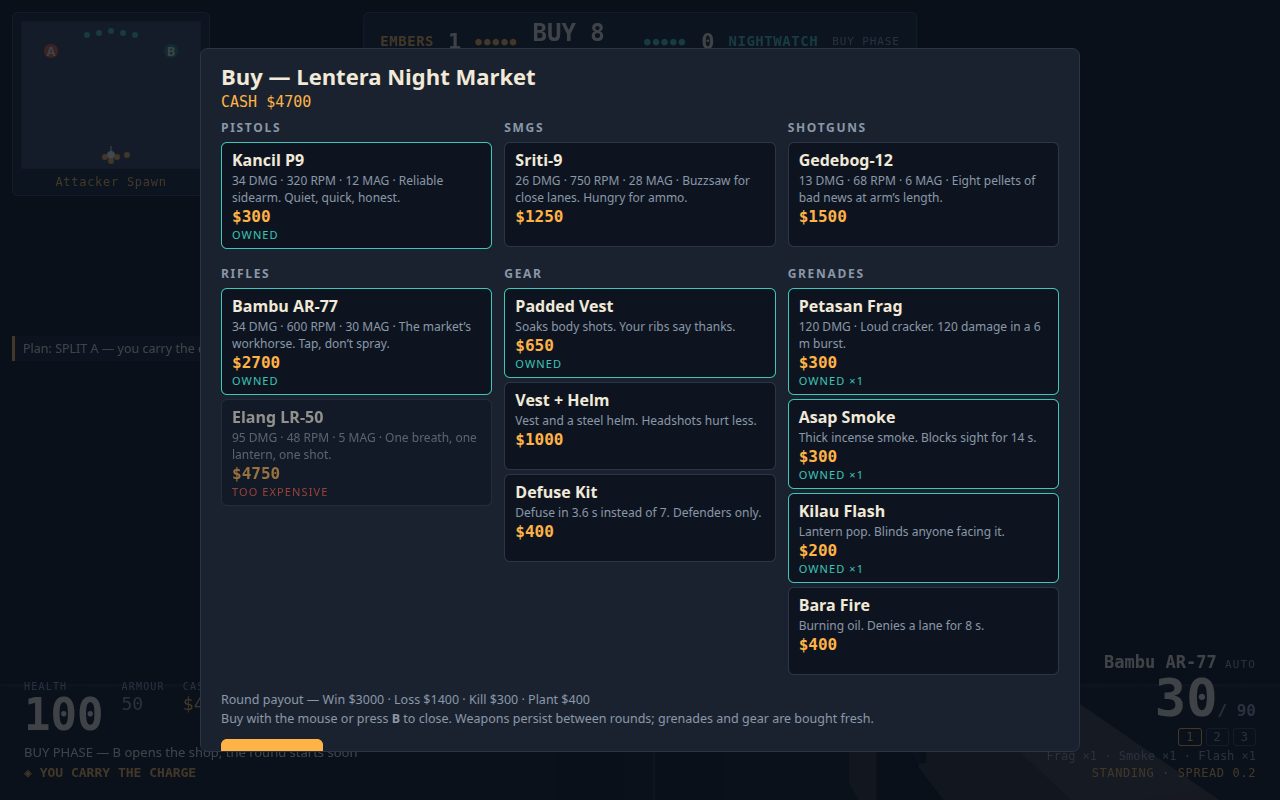 A
B
Attacker Spawn
EMBERS 1
BUY 8
0 NIGHTWATCH BUY PHASE
Buy — Lentera Night Market
CASH $4700
PISTOLS
Kancil P9
34 DMG · 320 RPM · 12 MAG · Reliable
sidearm. Quiet, quick, honest.
$300
OWNED
SMGS
Sriti-9
26 DMG · 750 RPM · 28 MAG · Buzzsaw for
close lanes. Hungry for ammo.
$1250
SHOTGUNS
Gedebog-12
13 DMG · 68 RPM · 6 MAG · Eight pellets of
bad news at arm’s length.
$1500
RIFLES
Bambu AR-77
34 DMG · 600 RPM · 30 MAG · The market’s
workhorse. Tap, don’t spray.
$2700
OWNED
Elang LR-50
95 DMG · 48 RPM · 5 MAG · One breath, one
lantern, one shot.
$4750
TOO EXPENSIVE
GEAR
Padded Vest
Soaks body shots. Your ribs say thanks.
$650
OWNED
Vest + Helm
Vest and a steel helm. Headshots hurt less.
$1000
Defuse Kit
Defuse in 3.6 s instead of 7. Defenders only.
$400
GRENADES
Petasan Frag
120 DMG · Loud cracker. 120 damage in a 6
m burst.
$300
OWNED ×1
Asap Smoke
Thick incense smoke. Blocks sight for 14 s.
$300
OWNED ×1
Kilau Flash
Lantern pop. Blinds anyone facing it.
$200
OWNED ×1
Bara Fire
Burning oil. Denies a lane for 8 s.
$400
Round payout — Win $3000 · Loss $1400 · Kill $300 · Plant $400
Buy with the mouse or press B to close. Weapons persist between rounds; grenades and gear are bought fresh.
Plan: SPLIT A — you carry the
HEALTH
100
ARMOUR
50
BUY PHASE — B opens the shop, the round starts soon
◈ YOU CARRY THE CHARGE
Bambu AR-77 AUTO
30 / 90
1 2 3
Frag ×1 · Smoke ×1 · Flash ×1
STANDING · SPREAD 0.2